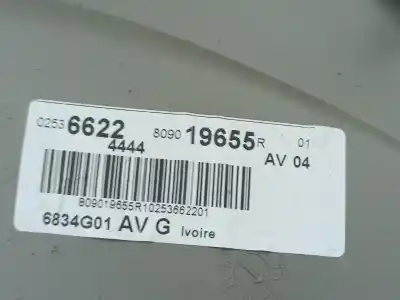 0253 6622 8090 19655R 01
4444 AV 04
809019655R10253662201
6834G01 AV G Ivoire